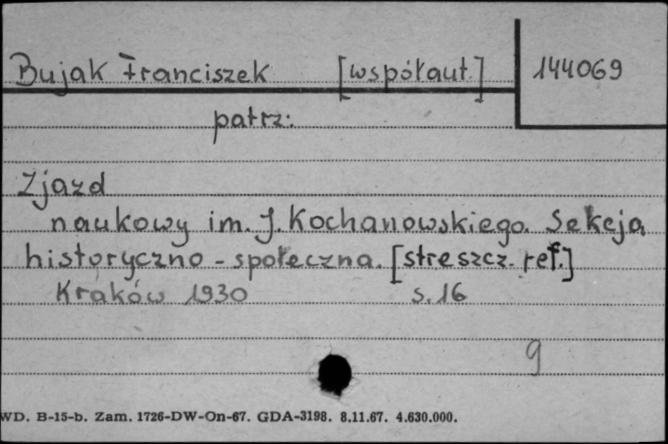 Bujak Franciszek [współaut.] 144069
patrz:
Zjazd
naukowy im. J. Kochanowskiego. Sekcja
historyczno-społeczna. [streszcz. ref.]
Kraków 1930 s. 16
9
WD. B-15-b. Zam. 1726-DW-On-67. GDA-3198. 8.11.67. 4.630.000.